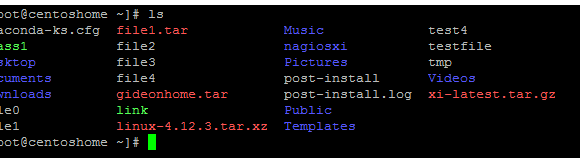 oot@centoshome ~]# ls
aconda-ks.cfg file1.tar Music test4
ass1 file2 nagiosxi testfile
sktop file3 Pictures tmp
cuments file4 post-install Videos
wnloads gideonhome.tar post-install.log xi-latest.tar.gz
le0 link Public
le1 linux-4.12.3.tar.xz Templates
oot@centoshome ~]#